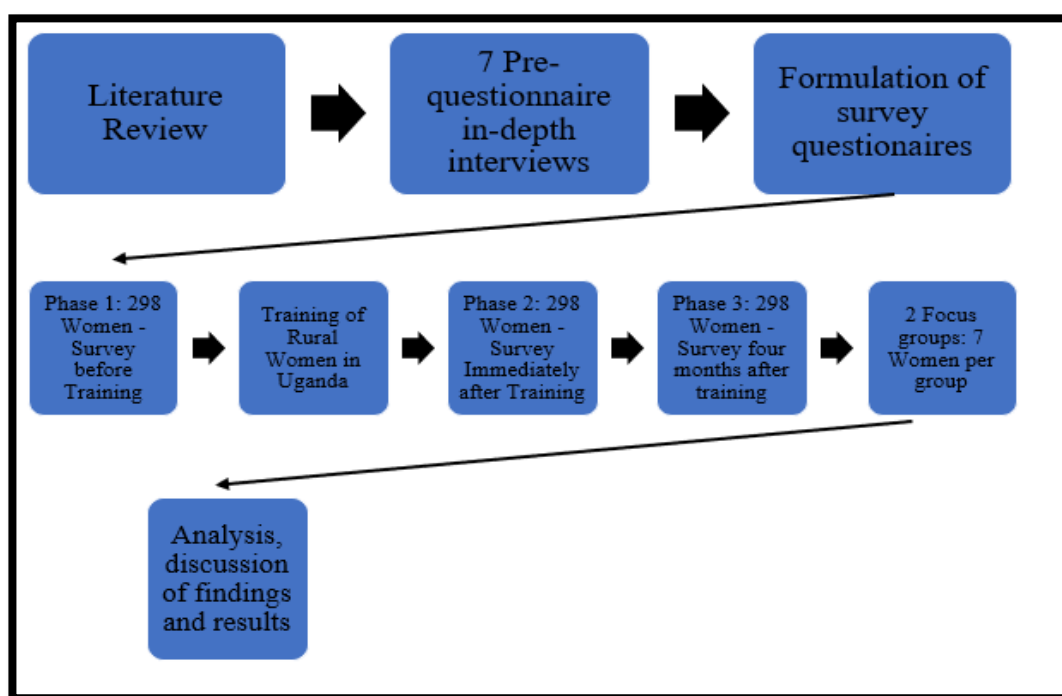 Literature
Review
7 Pre-
questionnaire
in-depth
interviews
Formulation of
survey
questionaires
Phase 1: 298
Women -
Survey
before
Training
Training of
Rural
Women in
Uganda
Phase 2: 298
Women -
Survey
Immediately
after Training
Phase 3: 298
Women -
Survey four
months after
training
2 Focus
groups: 7
Women per
group
Analysis,
discussion
of findings
and results